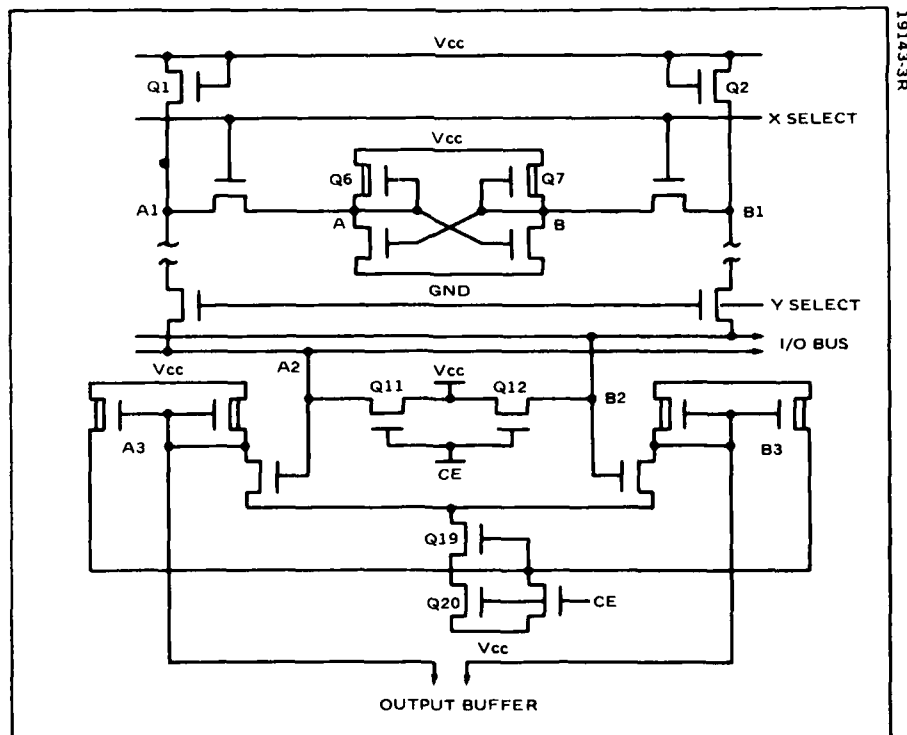 19143-3R
Vcc
Q1
Q2
X SELECT
Vcc
Q6
Q7
A1
A
B
B1
GND
Y SELECT
I/O BUS
Vcc
A2
Q11
Vcc
Q12
B2
A3
B3
CE
Q19
Q20
CE
Vcc
OUTPUT BUFFER